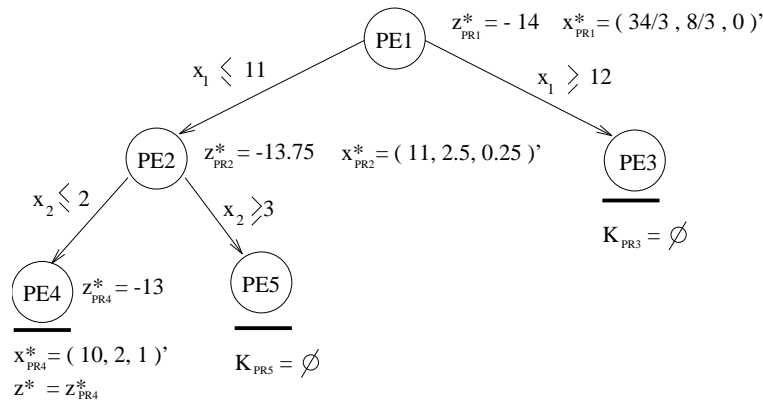 PE1
z*PR1 = - 14 x*PR1 = ( 34/3 , 8/3 , 0 )’
x1 ⩽ 11
x1 ⩾ 12
PE2
z*PR2 = -13.75 x*PR2 = ( 11, 2.5, 0.25 )’
PE3
KPR3 = ∅
x2 ⩽ 2
x2 ⩾3
PE4
z*PR4 = -13
PE5
x*PR4 = ( 10, 2, 1 )’
z* = z*PR4
KPR5 = ∅